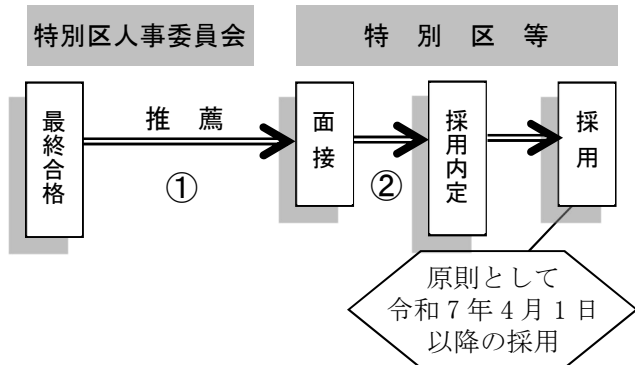 特別区人事委員会
特別区等
最終合格
推薦
①
面接
②
採用内定
採用
原則として
令和7年4月1日
以降の採用